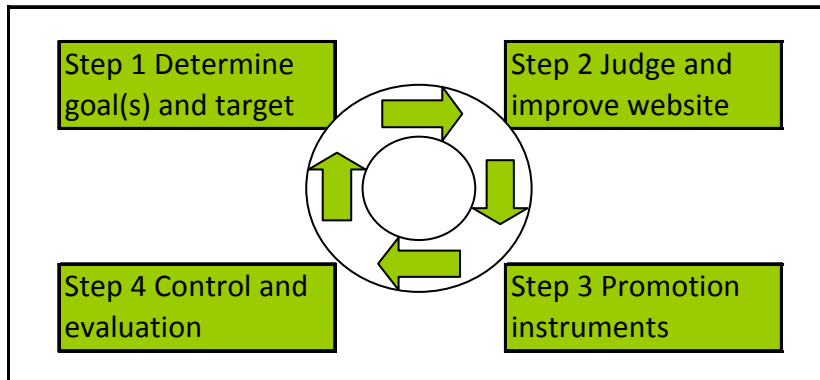 Step 1 Determine
goal(s) and target
Step 2 Judge and
improve website
Step 4 Control and
evaluation
Step 3 Promotion
instruments